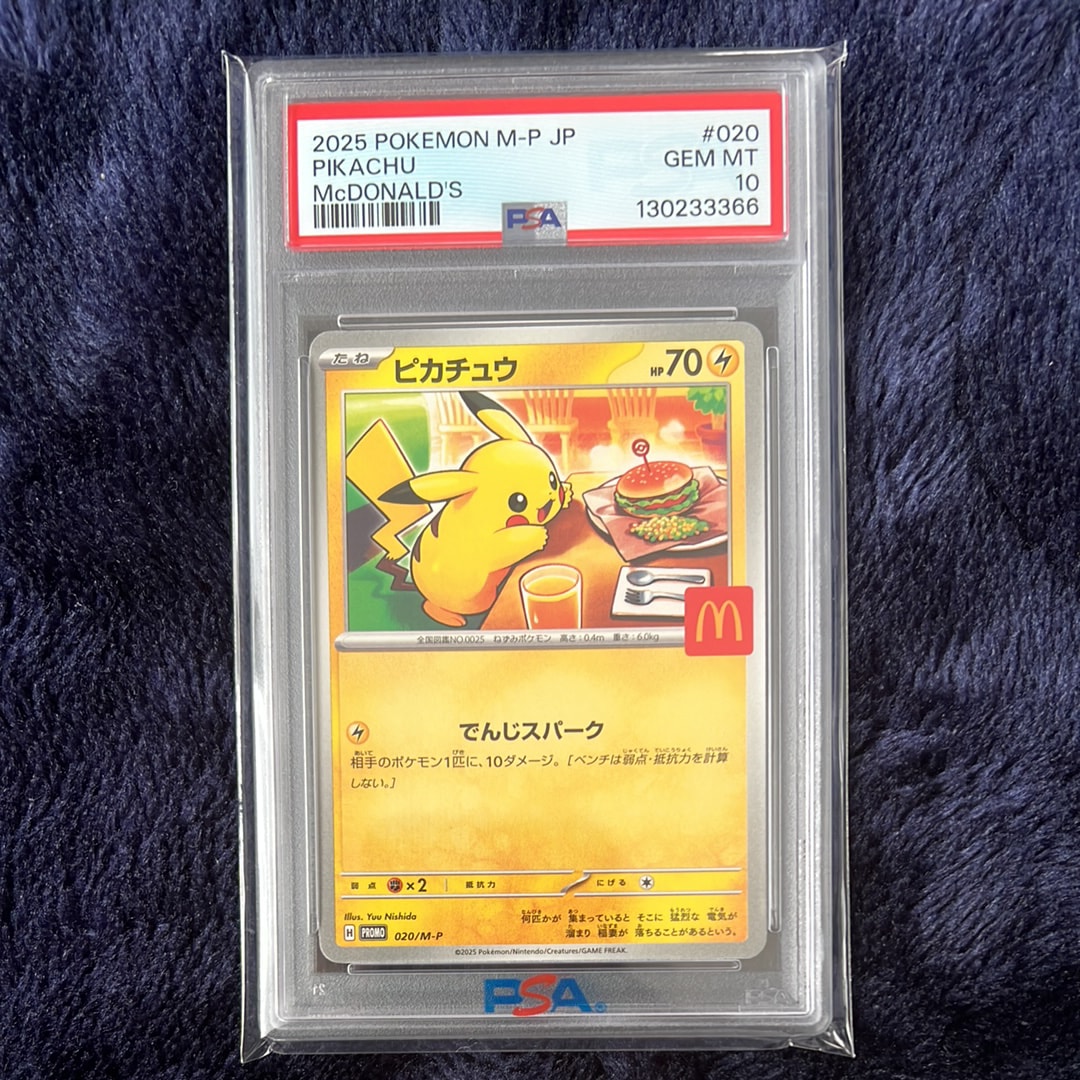 2025 POKEMON M-P JP #020
PIKACHU GEM MT
McDONALD'S 10
130233366
PSA
たね ピカチュウ HP70
全国図鑑NO.0025 ねずみポケモン 高さ:0.4m 重さ:6.0kg
でんじスパーク
相手のポケモン1匹に、10ダメージ。[ベンチは弱点・抵抗力を計算
しない。]
弱点 ×2 抵抗力 にげる
Illus. Yuu Nishida
何匹かが 集まっていると そこに 猛烈な 電気が
溜まり 稲妻が 落ちることがあるという。
H PROMO 020/M-P
©2025 Pokémon/Nintendo/Creatures/GAME FREAK.
PSA